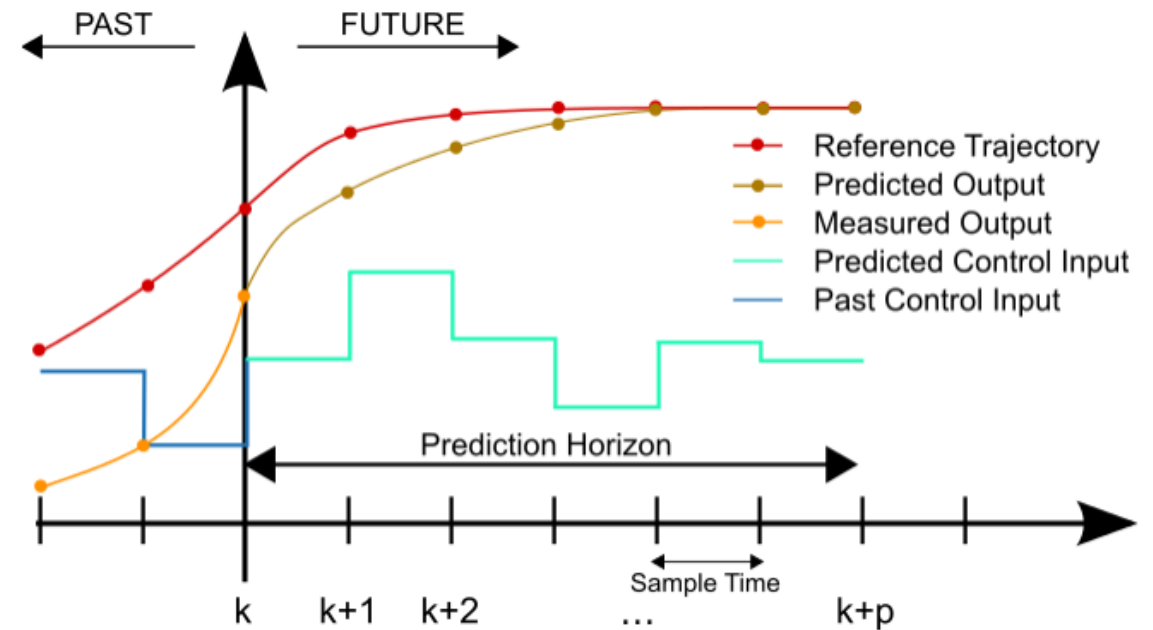 PAST
FUTURE
Reference Trajectory
Predicted Output
Measured Output
Predicted Control Input
Past Control Input
Prediction Horizon
Sample Time
k
k+1
k+2
...
k+p